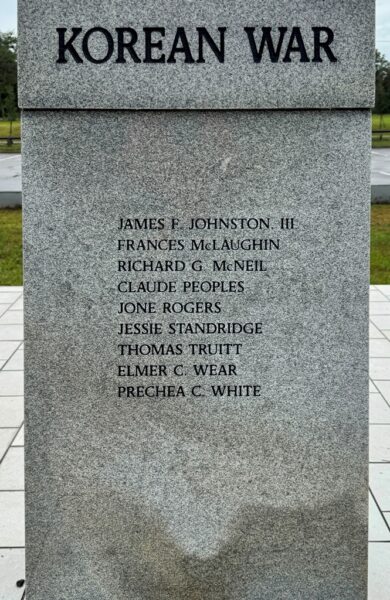 KOREAN WAR
JAMES F. JOHNSTON, III
FRANCES McLAUGHIN
RICHARD G. McNEIL
CLAUDE PEOPLES
JONE ROGERS
JESSIE STANDRIDGE
THOMAS TRUITT
ELMER C. WEAR
PRECHEA C. WHITE